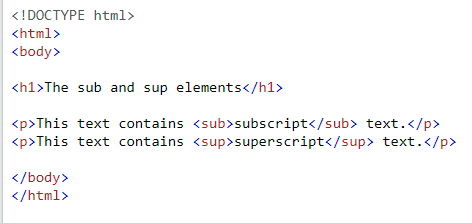 <!DOCTYPE html>
<html>
<body>
<h1>The sub and sup elements</h1>
<p>This text contains <sub>subscript</sub> text.</p>
<p>This text contains <sup>superscript</sup> text.</p>
</body>
</html>